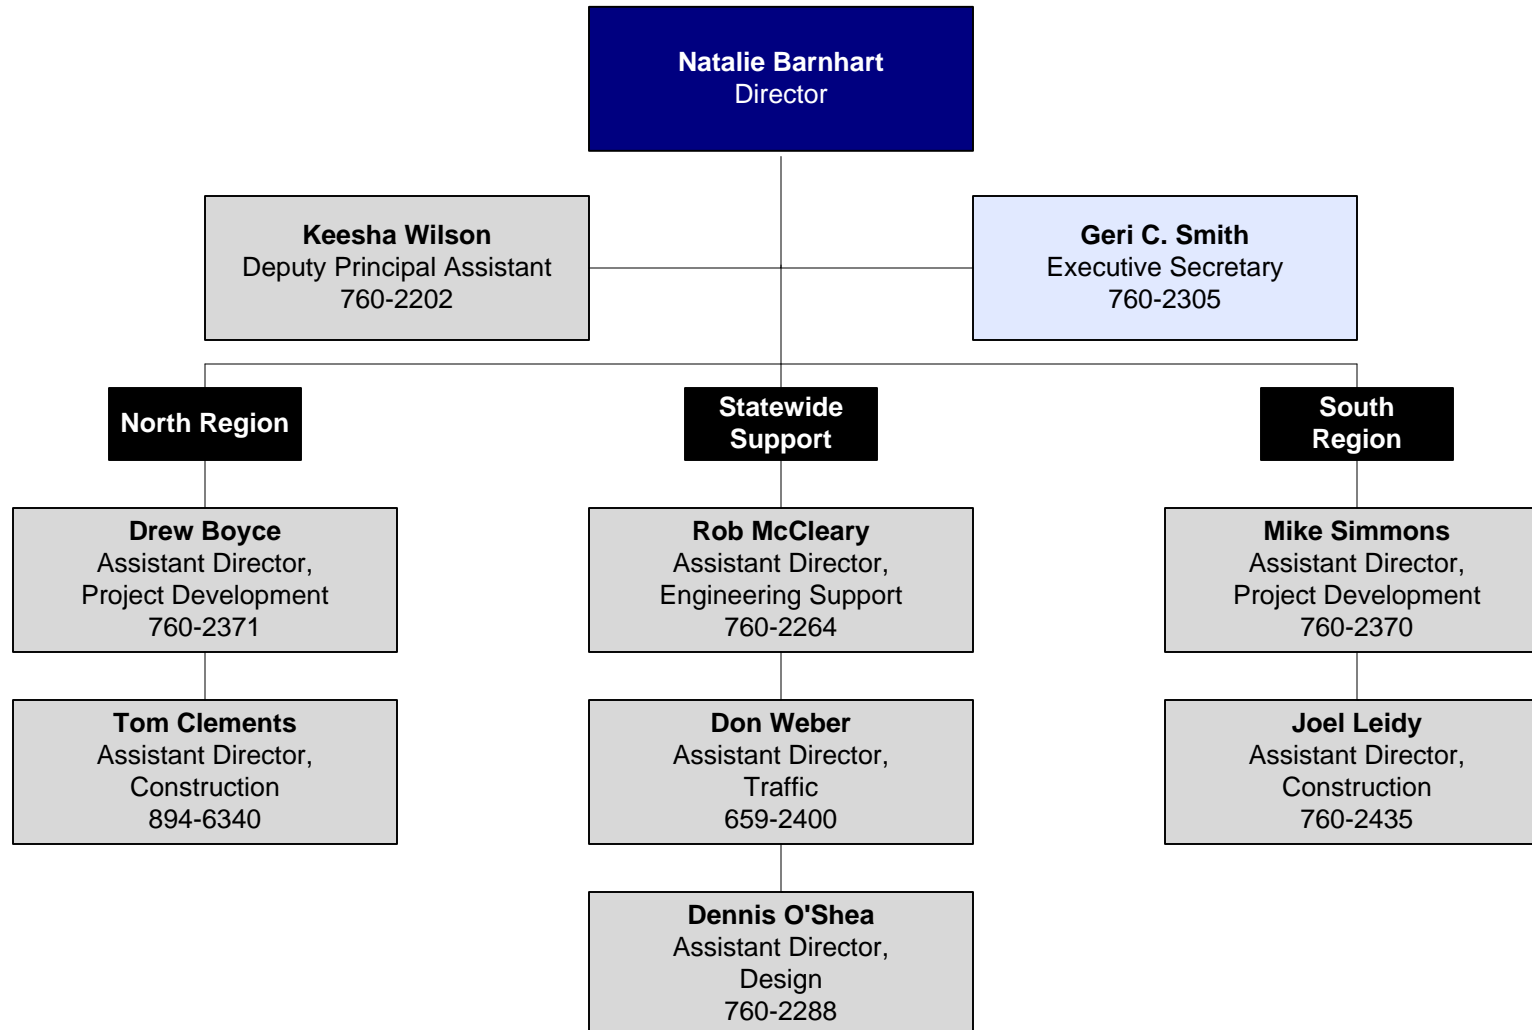 Natalie Barnhart
Director
Keesha Wilson
Deputy Principal Assistant
760-2202
Geri C. Smith
Executive Secretary
760-2305
North Region
Statewide
Support
South
Region
Drew Boyce
Assistant Director,
Project Development
760-2371
Rob McCleary
Assistant Director,
Engineering Support
760-2264
Mike Simmons
Assistant Director,
Project Development
760-2370
Tom Clements
Assistant Director,
Construction
894-6340
Don Weber
Assistant Director,
Traffic
659-2400
Joel Leidy
Assistant Director,
Construction
760-2435
Dennis O'Shea
Assistant Director,
Design
760-2288